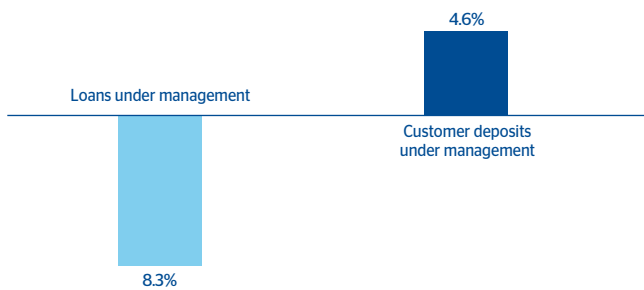 4.6%
Loans under management
Customer deposits
under management
8.3%